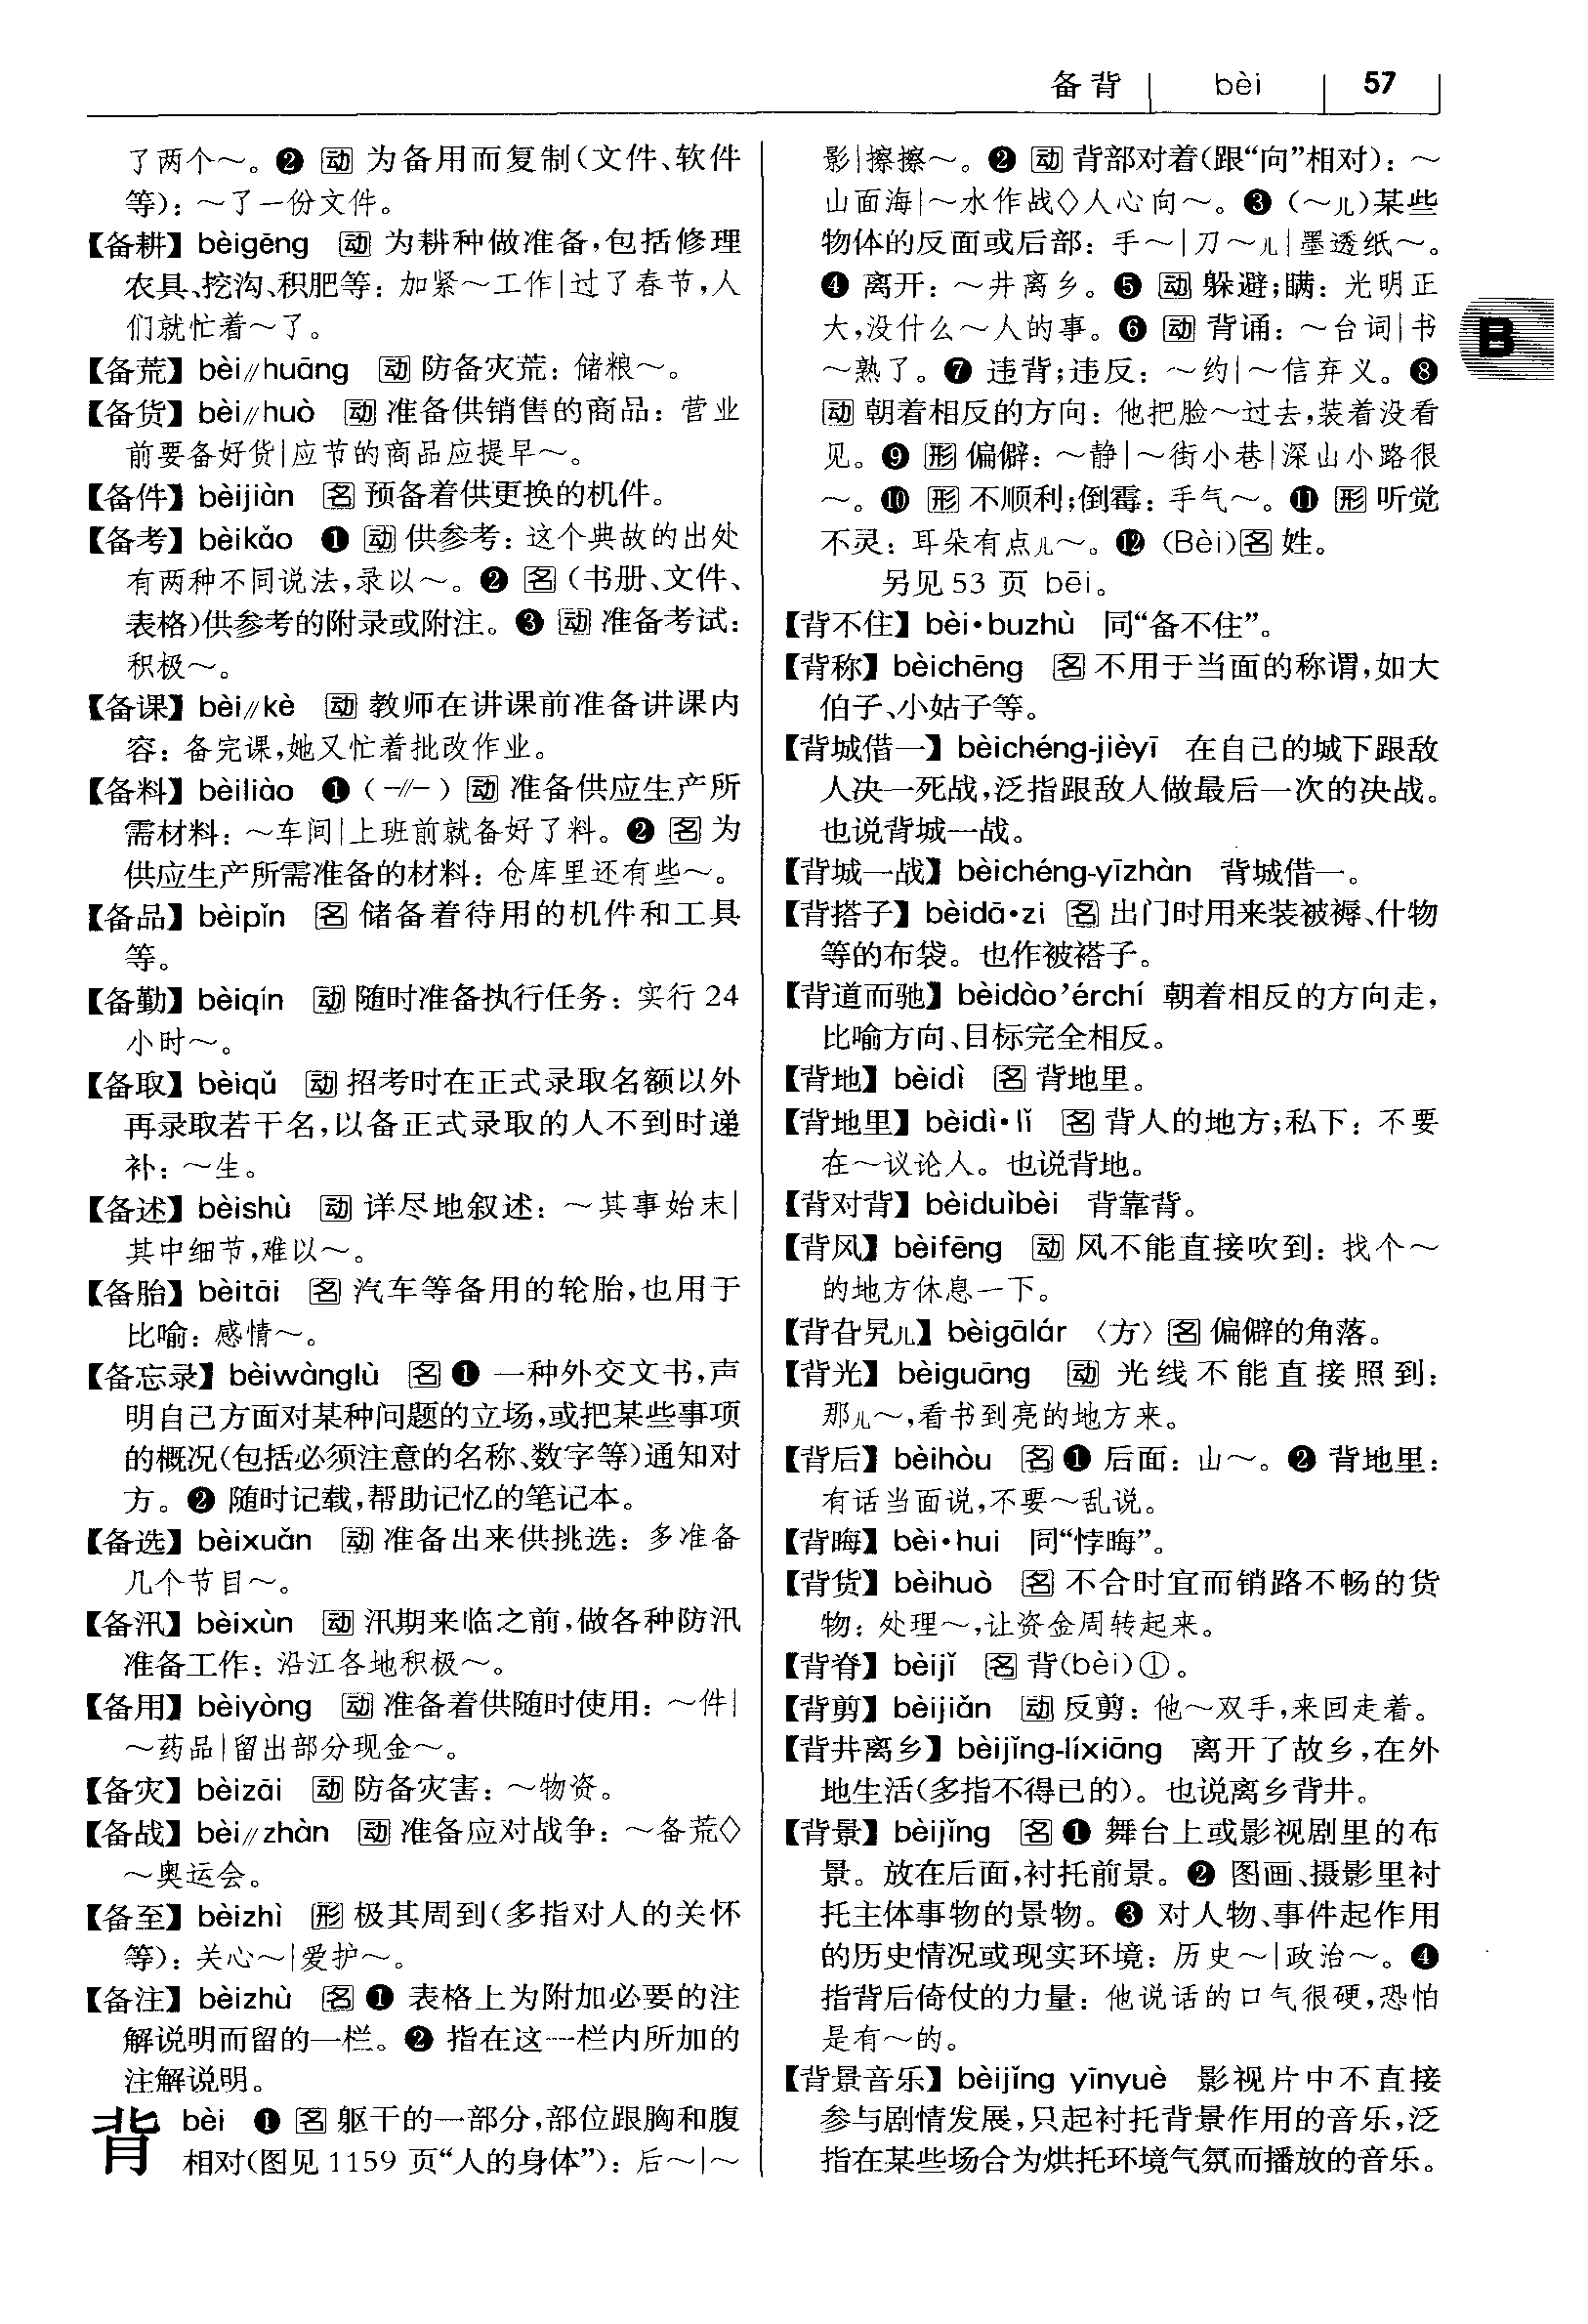 备背 bèi 57
了两个～。❷ 动 为备用而复制（文件、软件
等）：～了一份文件。
【备耕】bèigēng 动 为耕种做准备，包括修理
农具、挖沟、积肥等：加紧～工作|过了春节，人
们就忙着～了。
【备荒】bèi//huāng 动 防备灾荒：储粮～。
【备货】bèi//huò 动 准备供销售的商品：营业
前要备好货|应节的商品应提早～。
【备件】bèijiàn 名 预备着供更换的机件。
【备考】bèikǎo ❶ 动 供参考：这个典故的出处
有两种不同说法，录以～。❷ 名（书册、文件、
表格）供参考的附录或附注。❸ 动 准备考试：
积极～。
【备课】bèi//kè 动 教师在讲课前准备讲课内
容：备完课，她又忙着批改作业。
【备料】bèiliào ❶（-//-）动 准备供应生产所
需材料：～车间|上班前就备好了料。❷ 名 为
供应生产所需准备的材料：仓库里还有些～。
【备品】bèipǐn 名 储备着待用的机件和工具
等。
【备勤】bèiqín 动 随时准备执行任务：实行 24
小时～。
【备取】bèiqǔ 动 招考时在正式录取名额以外
再录取若干名，以备正式录取的人不到时递
补：～生。
【备述】bèishù 动 详尽地叙述：～其事始末|
其中细节，难以～。
【备胎】bèitāi 名 汽车等备用的轮胎，也用于
比喻：感情～。
【备忘录】bèiwànglù 名 ❶ 一种外交文书，声
明自己方面对某种问题的立场，或把某些事项
的概况（包括必须注意的名称、数字等）通知对
方。❷ 随时记载，帮助记忆的笔记本。
【备选】bèixuǎn 动 准备出来供挑选：多准备
几个节目～。
【备汛】bèixùn 动 汛期来临之前，做各种防汛
准备工作：沿江各地积极～。
【备用】bèiyòng 动 准备着供随时使用：～件|
～药品|留出部分现金～。
【备灾】bèizāi 动 防备灾害：～物资。
【备战】bèi//zhàn 动 准备应对战争：～备荒◇
～奥运会。
【备至】bèizhì 形 极其周到（多指对人的关怀
等）：关心～|爱护～。
【备注】bèizhù 名 ❶ 表格上为附加必要的注
解说明而留的一栏。❷ 指在这一栏内所加的
注解说明。
背 bèi ❶ 名 躯干的一部分，部位跟胸和腹
相对（图见 1159 页“人的身体”）：后～|～
影|擦擦～。❷ 动 背部对着（跟“向”相对）：～
山面海|～水作战◇人心向～。❸（～儿）某些
物体的反面或后部：手～|刀～儿|墨透纸～。
❹ 离开：～井离乡。❺ 动 躲避；瞒：光明正
大，没什么～人的事。❻ 动 背诵：～台词|书
～熟了。❼ 违背；违反：～约|～信弃义。❽
动 朝着相反的方向：他把脸～过去，装着没看
见。❾ 形 偏僻：～静|～街小巷|深山小路很
～。❿ 形 不顺利；倒霉：手气～。⓫ 形 听觉
不灵：耳朵有点儿～。⓬（Bèi）名 姓。
另见 53 页 bēi。
【背不住】bèi·buzhù 同“备不住”。
【背称】bèichēng 名 不用于当面的称谓，如大
伯子、小姑子等。
【背城借一】bèichéng-jièyī 在自己的城下跟敌
人决一死战，泛指跟敌人做最后一次的决战。
也说背城一战。
【背城一战】bèichéng-yīzhàn 背城借一。
【背搭子】bèidā·zi 名 出门时用来装被褥、什物
等的布袋。也作被褡子。
【背道而驰】bèidào’érchí 朝着相反的方向走，
比喻方向、目标完全相反。
【背地】bèidì 名 背地里。
【背地里】bèidì·lǐ 名 背人的地方；私下：不要
在～议论人。也说背地。
【背对背】bèiduìbèi 背靠背。
【背风】bèifēng 动 风不能直接吹到：找个～
的地方休息一下。
【背旮旯儿】bèigālár 〈方〉名 偏僻的角落。
【背光】bèiguāng 动 光线不能直接照到：
那儿～，看书到亮的地方来。
【背后】bèihòu 名 ❶ 后面：山～。❷ 背地里：
有话当面说，不要～乱说。
【背晦】bèi·hui 同“悖晦”。
【背货】bèihuò 名 不合时宜而销路不畅的货
物：处理～，让资金周转起来。
【背脊】bèijǐ 名 背（bèi）①。
【背剪】bèijiǎn 动 反剪：他～双手，来回走着。
【背井离乡】bèijǐng-líxiāng 离开了故乡，在外
地生活（多指不得已的）。也说离乡背井。
【背景】bèijǐng 名 ❶ 舞台上或影视剧里的布
景。放在后面，衬托前景。❷ 图画、摄影里衬
托主体事物的景物。❸ 对人物、事件起作用
的历史情况或现实环境：历史～|政治～。❹
指背后倚仗的力量：他说话的口气很硬，恐怕
是有～的。
【背景音乐】bèijǐng yīnyuè 影视片中不直接
参与剧情发展，只起衬托背景作用的音乐，泛
指在某些场合为烘托环境气氛而播放的音乐。
B